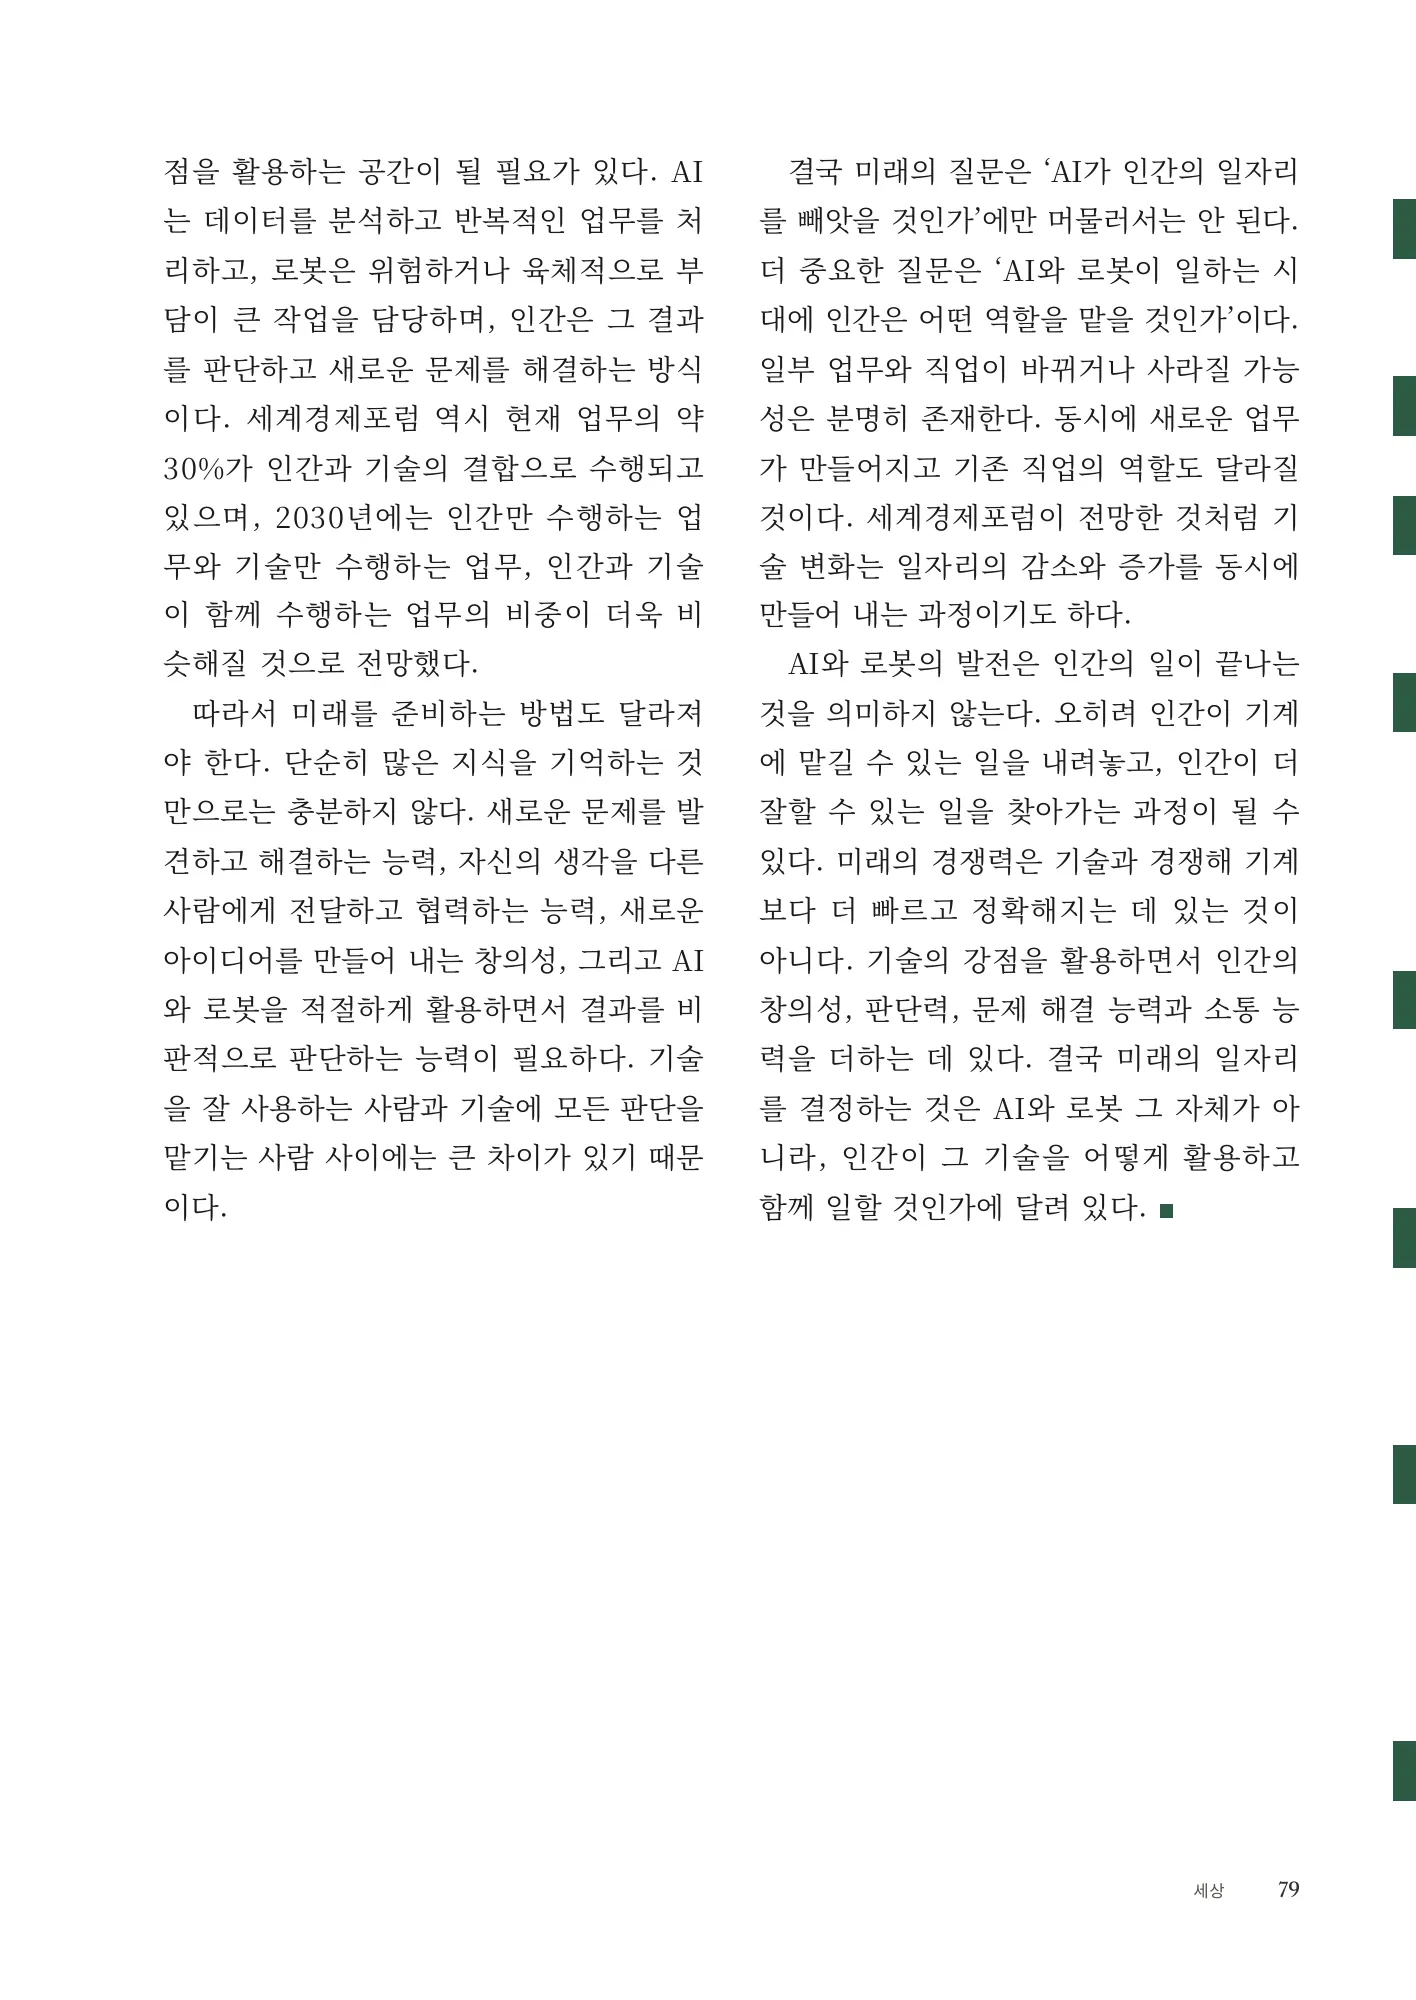 점을 활용하는 공간이 될 필요가 있다. AI
는 데이터를 분석하고 반복적인 업무를 처
리하고, 로봇은 위험하거나 육체적으로 부
담이 큰 작업을 담당하며, 인간은 그 결과
를 판단하고 새로운 문제를 해결하는 방식
이다. 세계경제포럼 역시 현재 업무의 약
30%가 인간과 기술의 결합으로 수행되고
있으며, 2030년에는 인간만 수행하는 업
무와 기술만 수행하는 업무, 인간과 기술
이 함께 수행하는 업무의 비중이 더욱 비
슷해질 것으로 전망했다.
따라서 미래를 준비하는 방법도 달라져
야 한다. 단순히 많은 지식을 기억하는 것
만으로는 충분하지 않다. 새로운 문제를 발
견하고 해결하는 능력, 자신의 생각을 다른
사람에게 전달하고 협력하는 능력, 새로운
아이디어를 만들어 내는 창의성, 그리고 AI
와 로봇을 적절하게 활용하면서 결과를 비
판적으로 판단하는 능력이 필요하다. 기술
을 잘 사용하는 사람과 기술에 모든 판단을
맡기는 사람 사이에는 큰 차이가 있기 때문
이다.
결국 미래의 질문은 ‘AI가 인간의 일자리
를 빼앗을 것인가’에만 머물러서는 안 된다.
더 중요한 질문은 ‘AI와 로봇이 일하는 시
대에 인간은 어떤 역할을 맡을 것인가’이다.
일부 업무와 직업이 바뀌거나 사라질 가능
성은 분명히 존재한다. 동시에 새로운 업무
가 만들어지고 기존 직업의 역할도 달라질
것이다. 세계경제포럼이 전망한 것처럼 기
술 변화는 일자리의 감소와 증가를 동시에
만들어 내는 과정이기도 하다.
AI와 로봇의 발전은 인간의 일이 끝나는
것을 의미하지 않는다. 오히려 인간이 기계
에 맡길 수 있는 일을 내려놓고, 인간이 더
잘할 수 있는 일을 찾아가는 과정이 될 수
있다. 미래의 경쟁력은 기술과 경쟁해 기계
보다 더 빠르고 정확해지는 데 있는 것이
아니다. 기술의 강점을 활용하면서 인간의
창의성, 판단력, 문제 해결 능력과 소통 능
력을 더하는 데 있다. 결국 미래의 일자리
를 결정하는 것은 AI와 로봇 그 자체가 아
니라, 인간이 그 기술을 어떻게 활용하고
함께 일할 것인가에 달려 있다. ■
세상 79